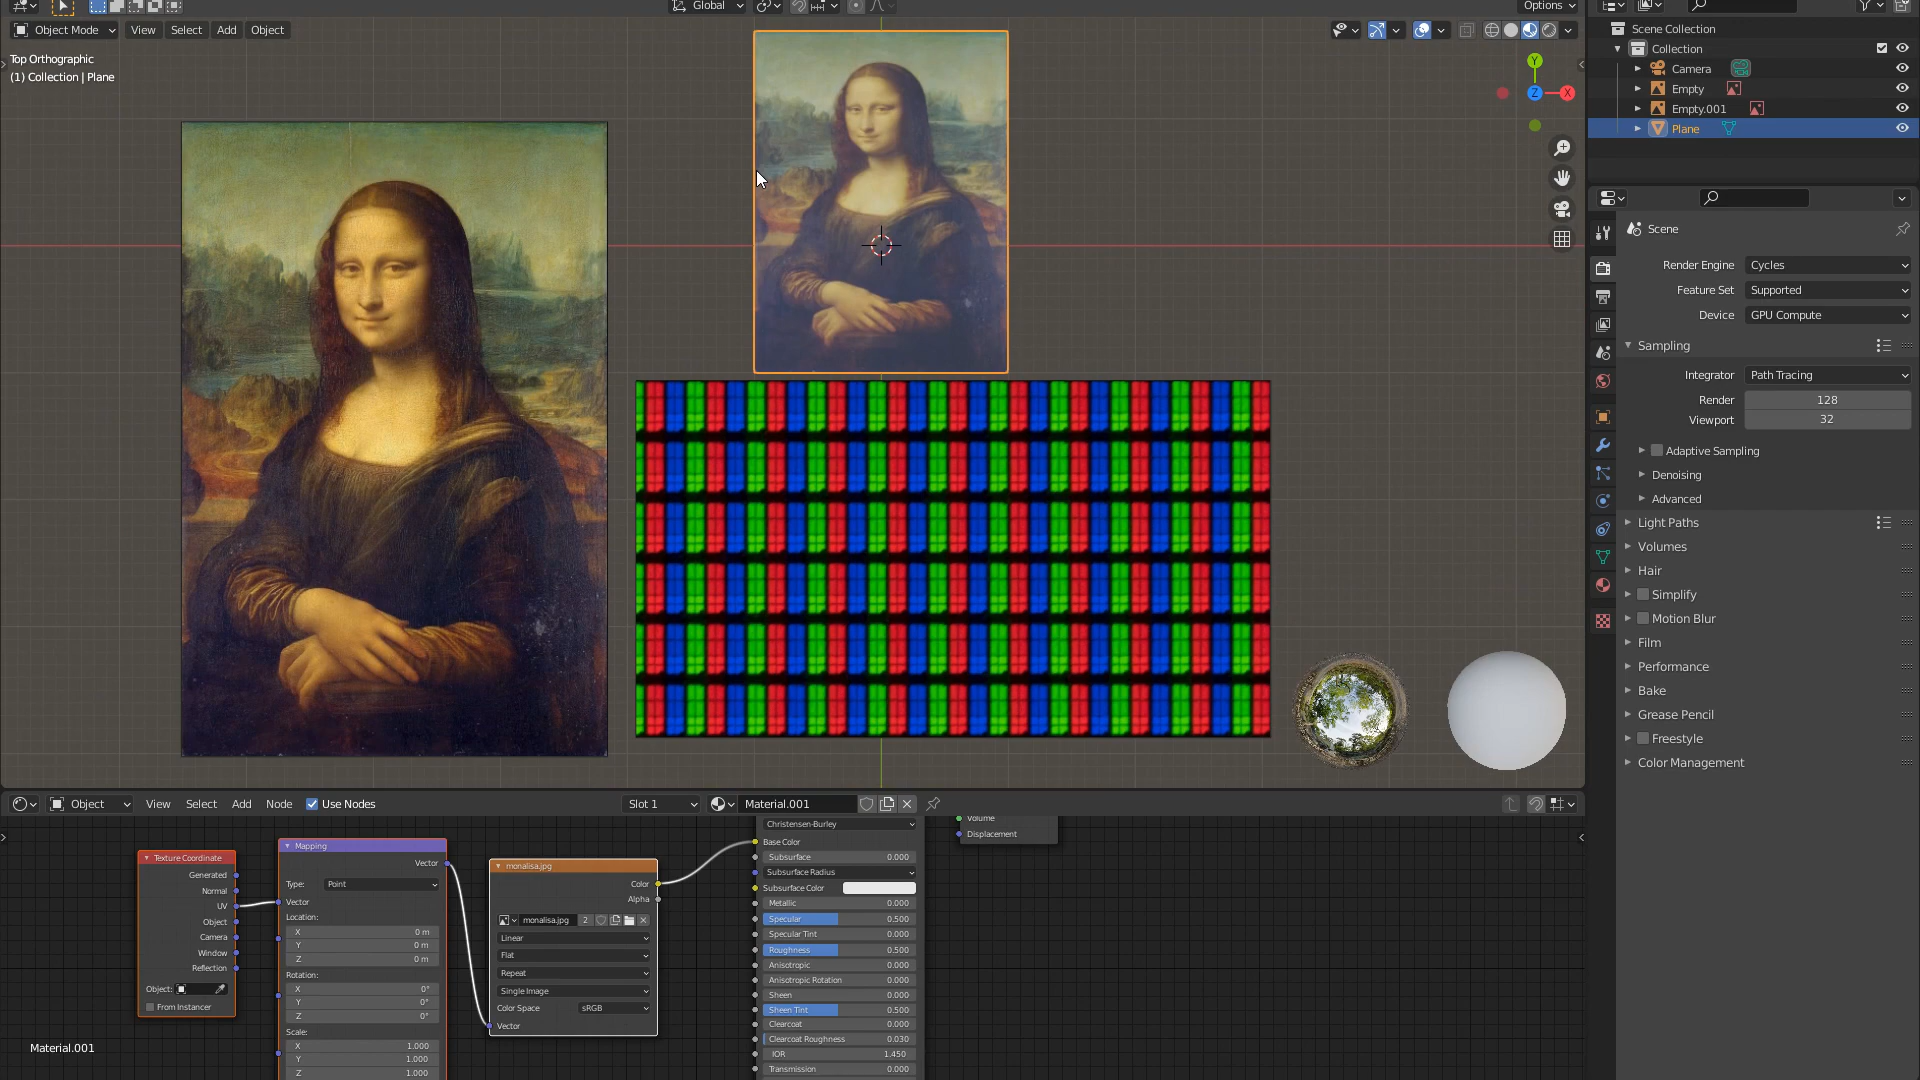 Global
Options
Object Mode
View
Select
Add
Object
Top Orthographic
(1) Collection | Plane
Y
Z
X
Scene Collection
Collection
Camera
Empty
Empty.001
Plane
Scene
Render Engine
Cycles
Feature Set
Supported
Device
GPU Compute
Sampling
Integrator
Path Tracing
Render
128
Viewport
32
Adaptive Sampling
Denoising
Advanced
Light Paths
Volumes
Hair
Simplify
Motion Blur
Film
Performance
Bake
Grease Pencil
Freestyle
Color Management
Object
View
Select
Add
Node
Use Nodes
Slot 1
Material.001
Texture Coordinate
Generated
Normal
UV
Object
Camera
Window
Reflection
Object:
From Instancer
Mapping
Vector
Type:
Point
Vector
Location:
X 0 m
Y 0 m
Z 0 m
Rotation:
X 0°
Y 0°
Z 0°
Scale:
X 1.000
Y 1.000
Z 1.000
monalisa.jpg
Color
Alpha
monalisa.jpg 2
Linear
Flat
Repeat
Single Image
Color Space sRGB
Vector
Christensen-Burley
Base Color
Subsurface 0.000
Subsurface Radius
Subsurface Color
Metallic 0.000
Specular 0.500
Specular Tint 0.000
Roughness 0.500
Anisotropic 0.000
Anisotropic Rotation 0.000
Sheen 0.000
Sheen Tint 0.500
Clearcoat 0.000
Clearcoat Roughness 0.030
IOR 1.450
Transmission 0.000
Volume
Displacement
Material.001